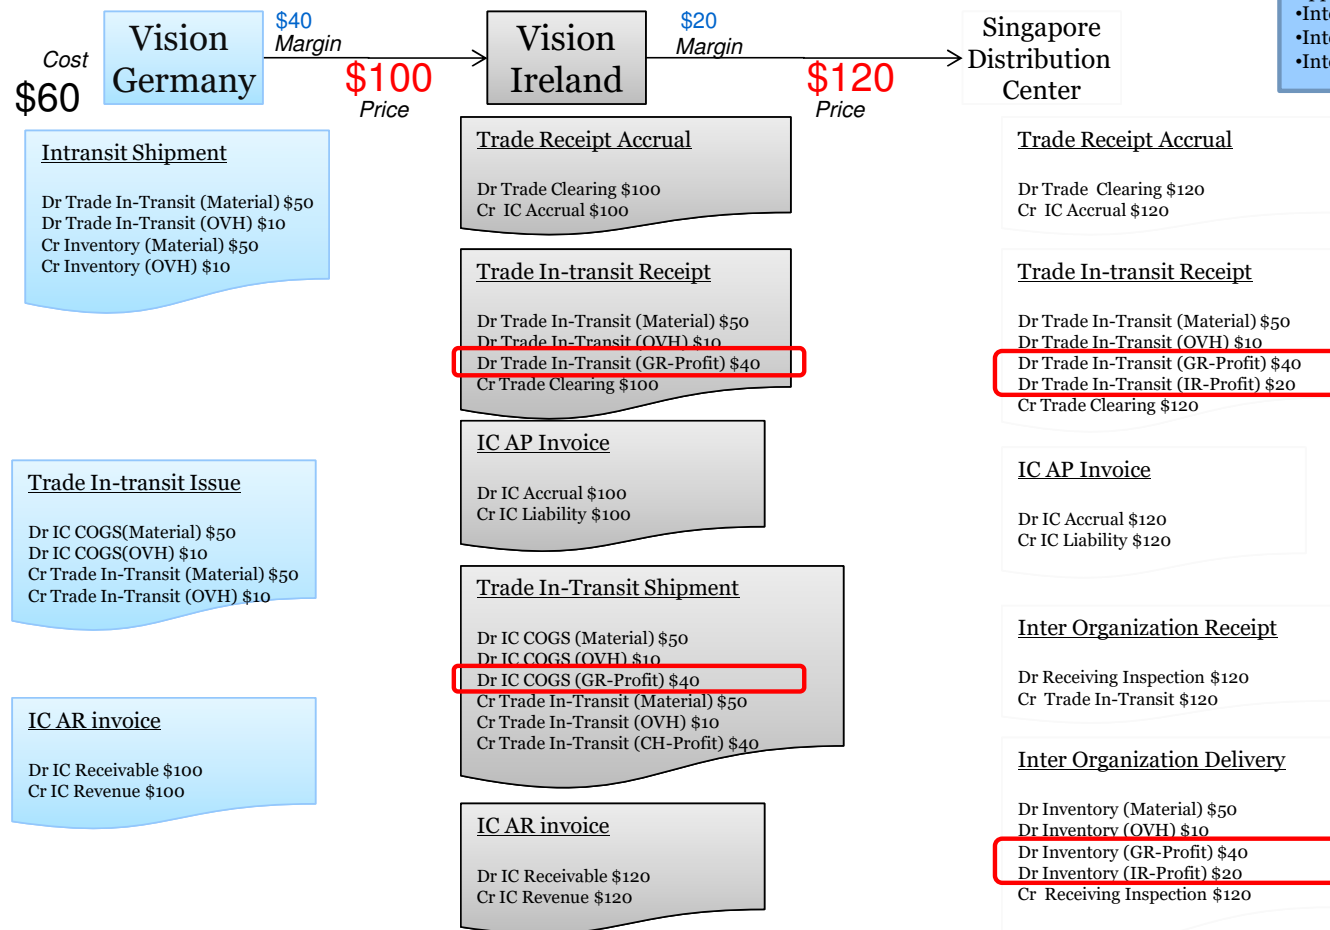 Cost
$60
Vision
Germany
$40
Margin
$100
Price
Vision
Ireland
$20
Margin
$120
Price
Singapore
Distribution
Center
Intransit Shipment
Dr Trade In-Transit (Material) $50
Dr Trade In-Transit (OVH) $10
Cr Inventory (Material) $50
Cr Inventory (OVH) $10
Trade In-transit Issue
Dr IC COGS(Material) $50
Dr IC COGS(OVH) $10
Cr Trade In-Transit (Material) $50
Cr Trade In-Transit (OVH) $10
IC AR invoice
Dr IC Receivable $100
Cr IC Revenue $100
Trade Receipt Accrual
Dr Trade Clearing $100
Cr IC Accrual $100
Trade In-transit Receipt
Dr Trade In-Transit (Material) $50
Dr Trade In-Transit (OVH) $10
Dr Trade In-Transit (GR-Profit) $40
Cr Trade Clearing $100
IC AP Invoice
Dr IC Accrual $100
Cr IC Liability $100
Trade In-Transit Shipment
Dr IC COGS (Material) $50
Dr IC COGS (OVH) $10
Dr IC COGS (GR-Profit) $40
Cr Trade In-Transit (Material) $50
Cr Trade In-Transit (OVH) $10
Cr Trade In-Transit (CH-Profit) $40
IC AR invoice
Dr IC Receivable $120
Cr IC Revenue $120
Trade Receipt Accrual
Dr Trade Clearing $120
Cr IC Accrual $120
Trade In-transit Receipt
Dr Trade In-Transit (Material) $50
Dr Trade In-Transit (OVH) $10
Dr Trade In-Transit (GR-Profit) $40
Dr Trade In-Transit (IR-Profit) $20
Cr Trade Clearing $120
IC AP Invoice
Dr IC Accrual $120
Cr IC Liability $120
Inter Organization Receipt
Dr Receiving Inspection $120
Cr Trade In-Transit $120
Inter Organization Delivery
Dr Inventory (Material) $50
Dr Inventory (OVH) $10
Dr Inventory (GR-Profit) $40
Dr Inventory (IR-Profit) $20
Cr Receiving Inspection $120